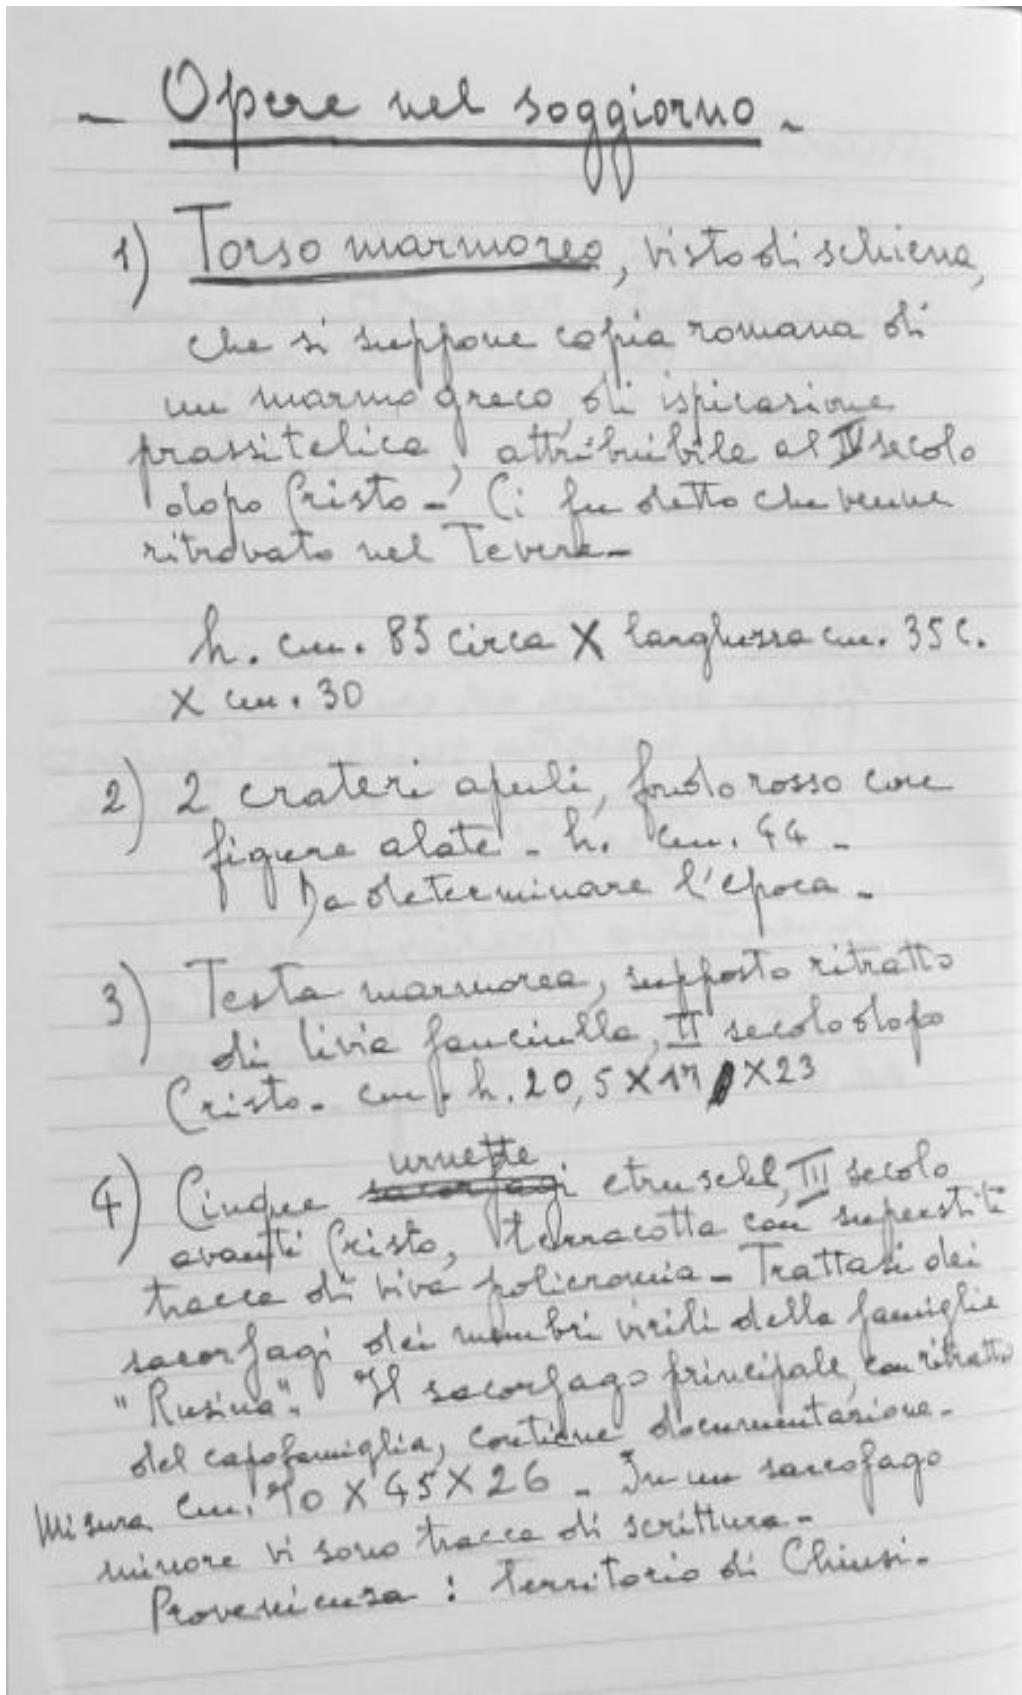 - Opere nel soggiorno -
1) Torso marmoreo, visto di schiena,
che si suppone copia romana di
un marmo greco di ispirazione
prassitelica, attribuibile al IV secolo
dopo Cristo - Ci fu detto che venne
ritrovato nel Tevere -
h. cm. 85 circa X larghezza cm. 35 c.
X cm. 30
2) 2 crateri apuli, fondo rosso con
figure alate - h. cm. 44 -
Da determinare l'epoca -
3) Testa marmorea, supposto ritratto
di Livia fanciulla, II secolo dopo
Cristo - cm. h. 20,5 X 17 X 23
urnette
4) Cinque sacorfagi etruschi, III secolo
avanti Cristo, terracotta con superstiti
tracce di viva policromia - Trattasi dei
sacorfagi dei membri virili della famiglia
"Rusina". Il sacorfago principale, con ritratto
del capofamiglia, contiene documentazione -
Misura cm. 70 X 45 X 26 - In un sarcofago
minore vi sono tracce di scrittura -
Provenienza : territorio di Chiusi -